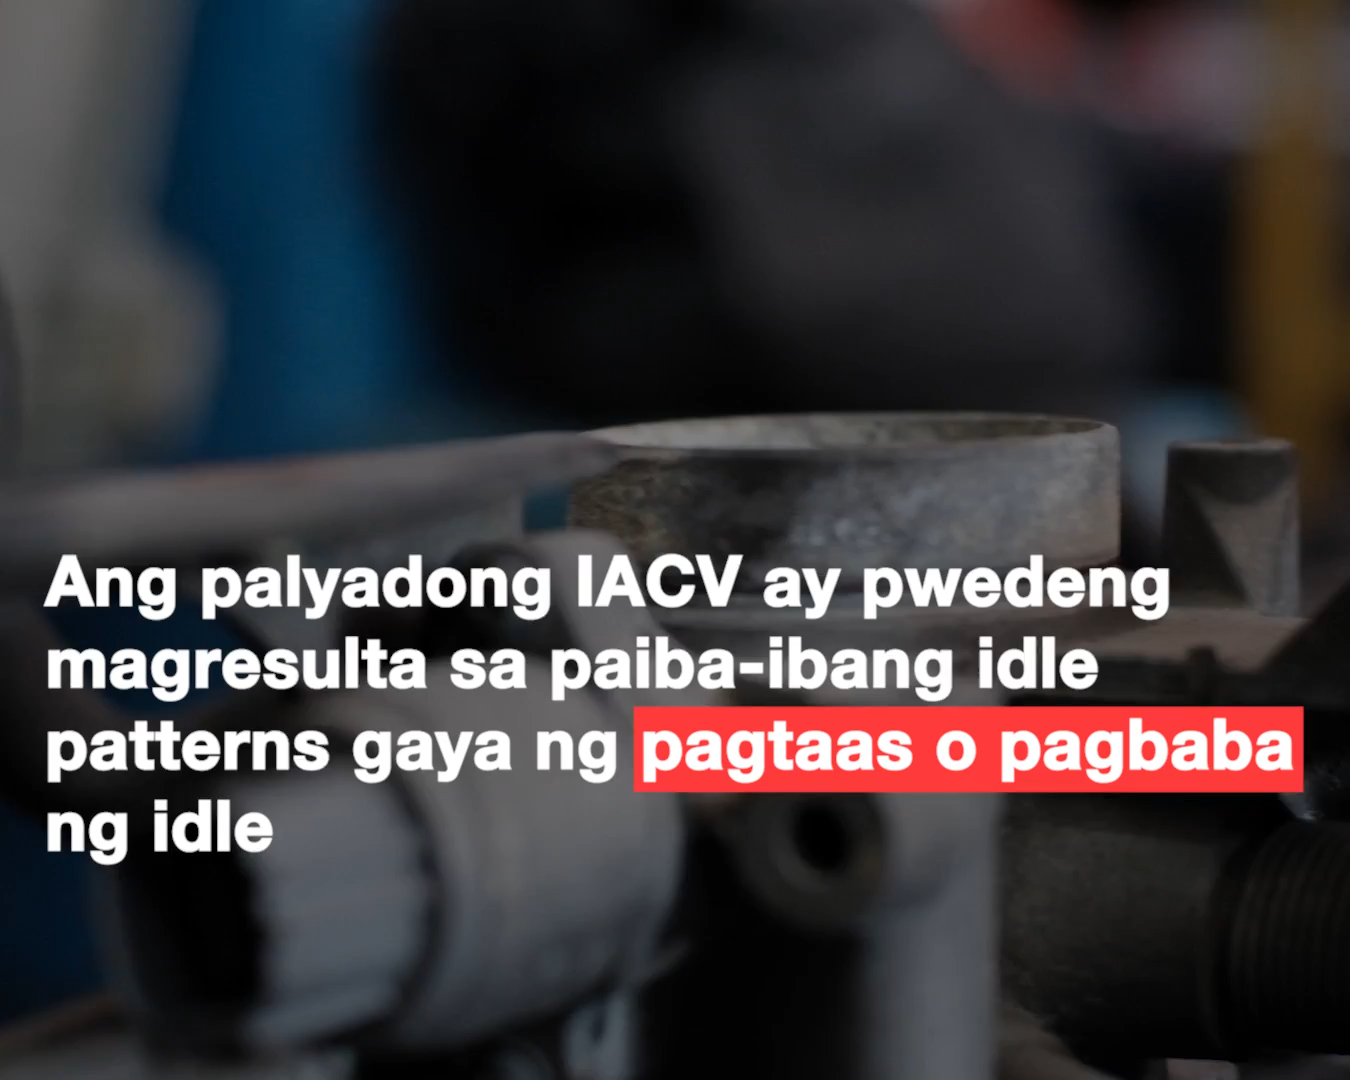 Ang palyadong IACV ay pwedeng
magresulta sa paiba-ibang idle
patterns gaya ng pagtaas o pagbaba
ng idle